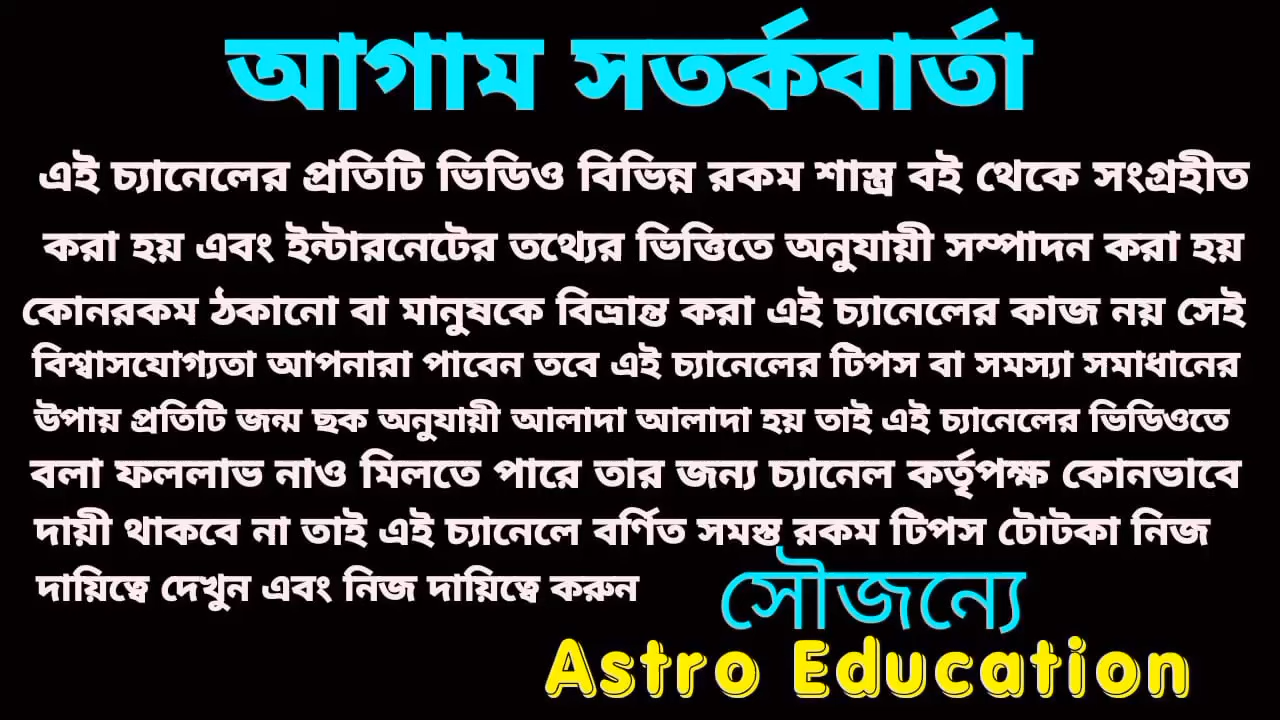 আগাম সতর্কবার্তা
এই চ্যানেলের প্রতিটি ভিডিও বিভিন্ন রকম শাস্ত্র বই থেকে সংগ্রহীত
করা হয় এবং ইন্টারনেটের তথ্যের ভিত্তিতে অনুযায়ী সম্পাদন করা হয়
কোনরকম ঠকানো বা মানুষকে বিভ্রান্ত করা এই চ্যানেলের কাজ নয় সেই
বিশ্বাসযোগ্যতা আপনারা পাবেন তবে এই চ্যানেলের টিপস বা সমস্যা সমাধানের
উপায় প্রতিটি জন্ম ছক অনুযায়ী আলাদা আলাদা হয় তাই এই চ্যানেলের ভিডিওতে
বলা ফললাভ নাও মিলতে পারে তার জন্য চ্যানেল কর্তৃপক্ষ কোনভাবে
দায়ী থাকবে না তাই এই চ্যানেলে বর্ণিত সমস্ত রকম টিপস টোটকা নিজ
দায়িত্বে দেখুন এবং নিজ দায়িত্বে করুন
সৌজন্যে
Astro Education